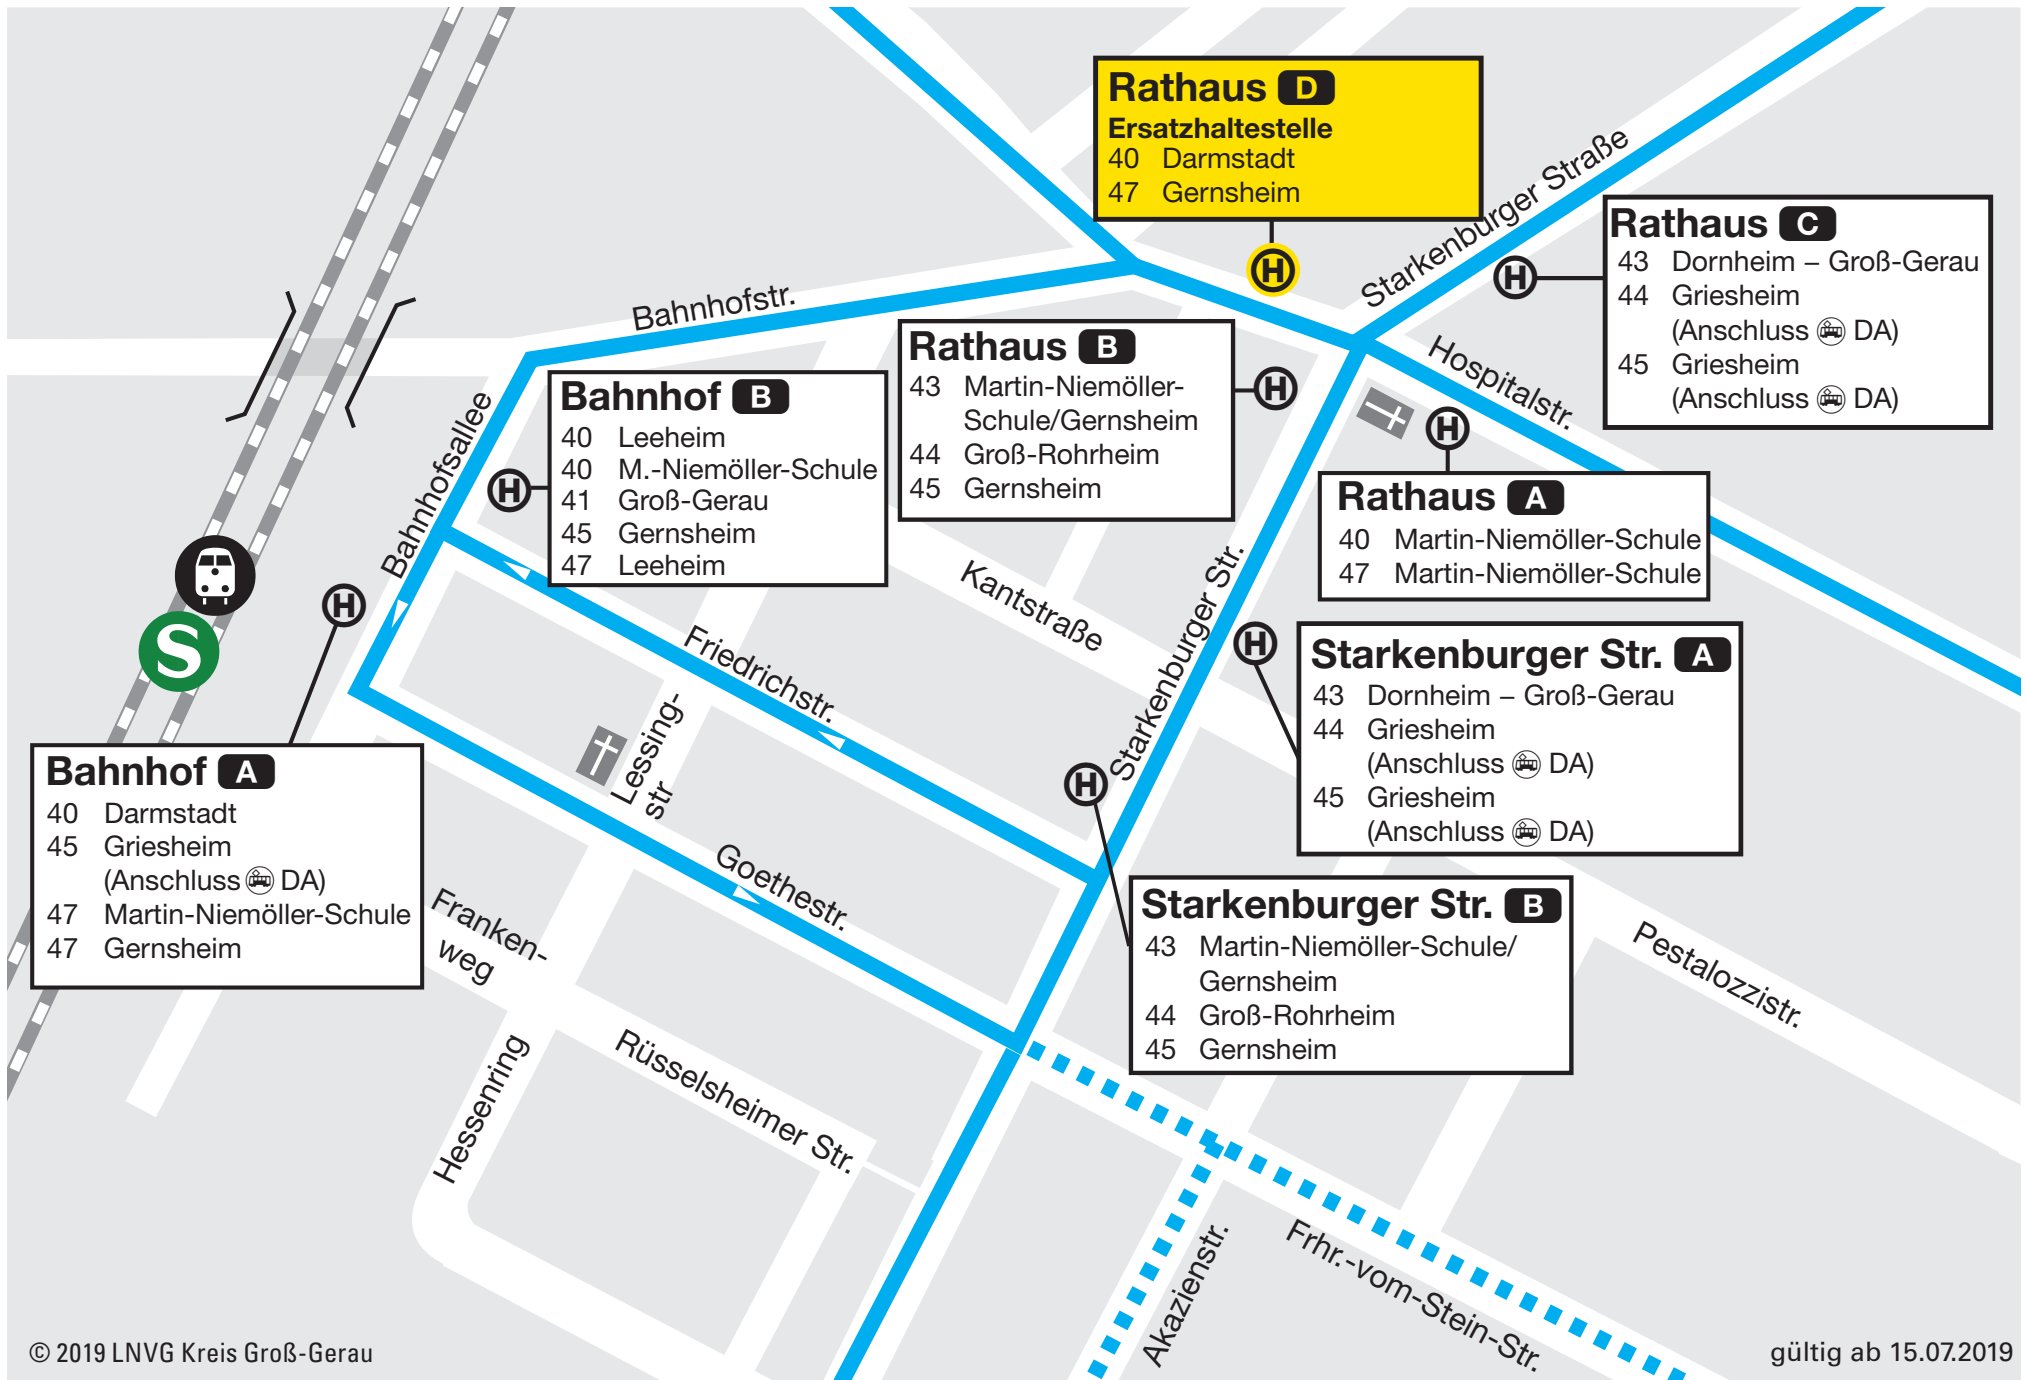 Rathaus D
Ersatzhaltestelle
40 Darmstadt
47 Gernsheim
H
Starkenburger Straße
Rathaus C
43 Dornheim – Groß-Gerau
44 Griesheim
(Anschluss DA)
45 Griesheim
(Anschluss DA)
H
Bahnhofstr.
Rathaus B
43 Martin-Niemöller-
Schule/Gernsheim
44 Groß-Rohrheim
45 Gernsheim
H
Hospitalstr.
Bahnhof B
40 Leeheim
40 M.-Niemöller-Schule
41 Groß-Gerau
45 Gernsheim
47 Leeheim
H
Bahnhofsallee
H
Rathaus A
40 Martin-Niemöller-Schule
47 Martin-Niemöller-Schule
Kantstraße
Starkenburger Str.
H
Starkenburger Str. A
43 Dornheim – Groß-Gerau
44 Griesheim
(Anschluss DA)
45 Griesheim
(Anschluss DA)
H
S
Friedrichstr.
Lessing-
str
Bahnhof A
40 Darmstadt
45 Griesheim
(Anschluss DA)
47 Martin-Niemöller-Schule
47 Gernsheim
H
Goethestr.
Starkenburger Str. B
43 Martin-Niemöller-Schule/
Gernsheim
44 Groß-Rohrheim
45 Gernsheim
Franken-
weg
Pestalozzistr.
Hessenring
Rüsselsheimer Str.
Akazienstr.
Frhr.-vom-Stein-Str.
© 2019 LNVG Kreis Groß-Gerau
gültig ab 15.07.2019